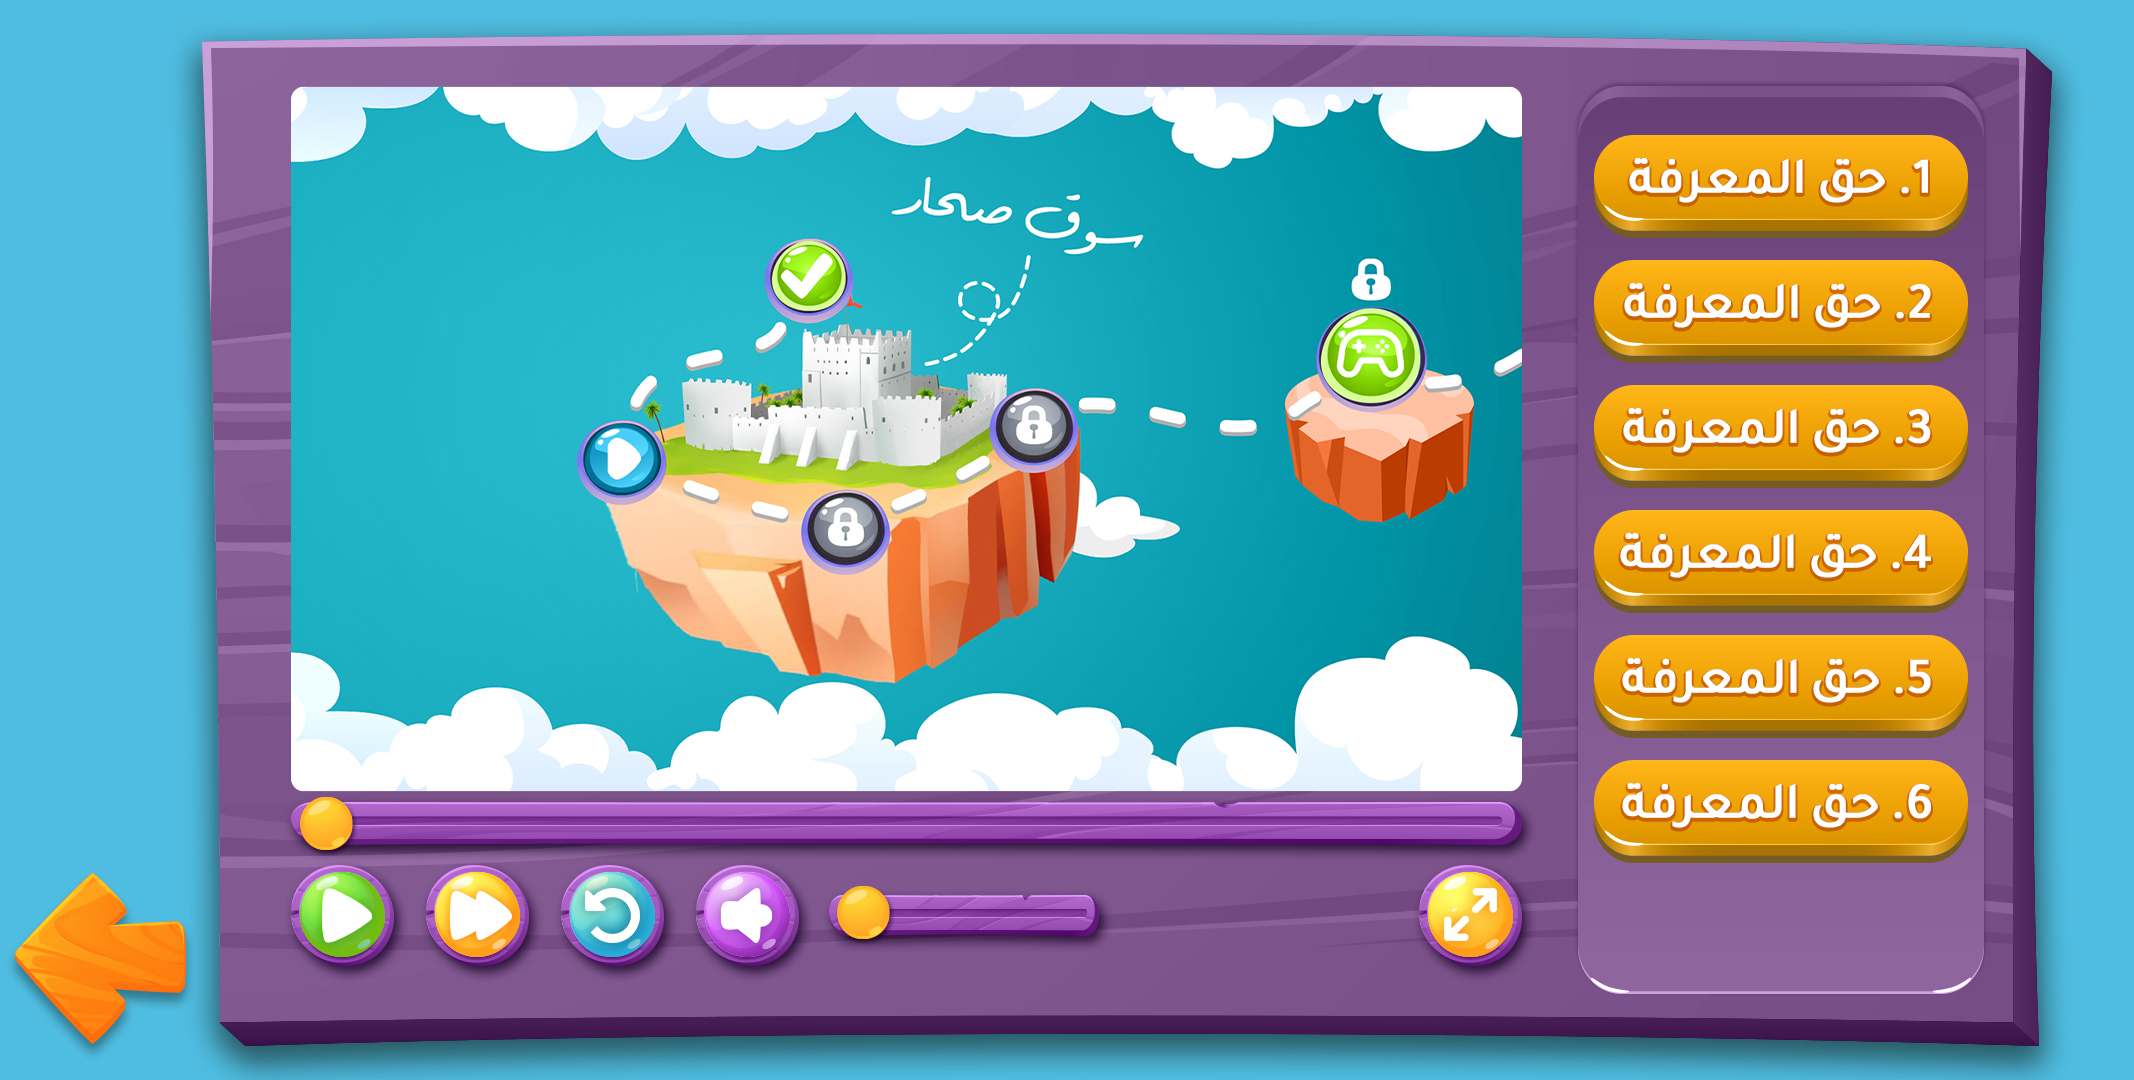 سوق صحار
1. حق المعرفة
2. حق المعرفة
3. حق المعرفة
4. حق المعرفة
5. حق المعرفة
6. حق المعرفة